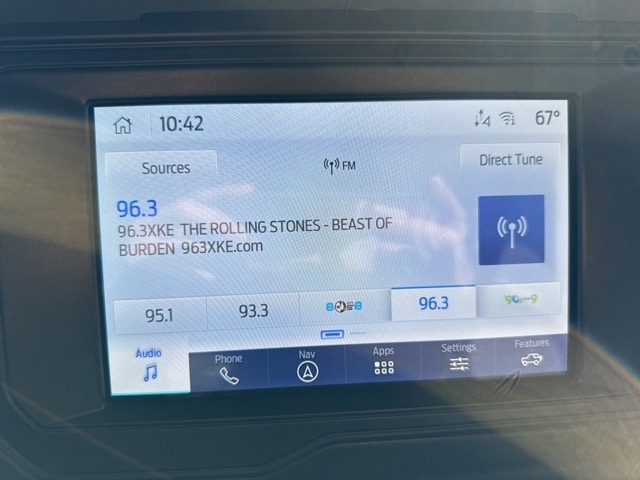 10:42
67°
Sources
FM
Direct Tune
96.3
96.3XKE THE ROLLING STONES - BEAST OF
BURDEN 963XKE.com
95.1
93.3
96.3
Audio
Phone
Nav
Apps
Settings
Features